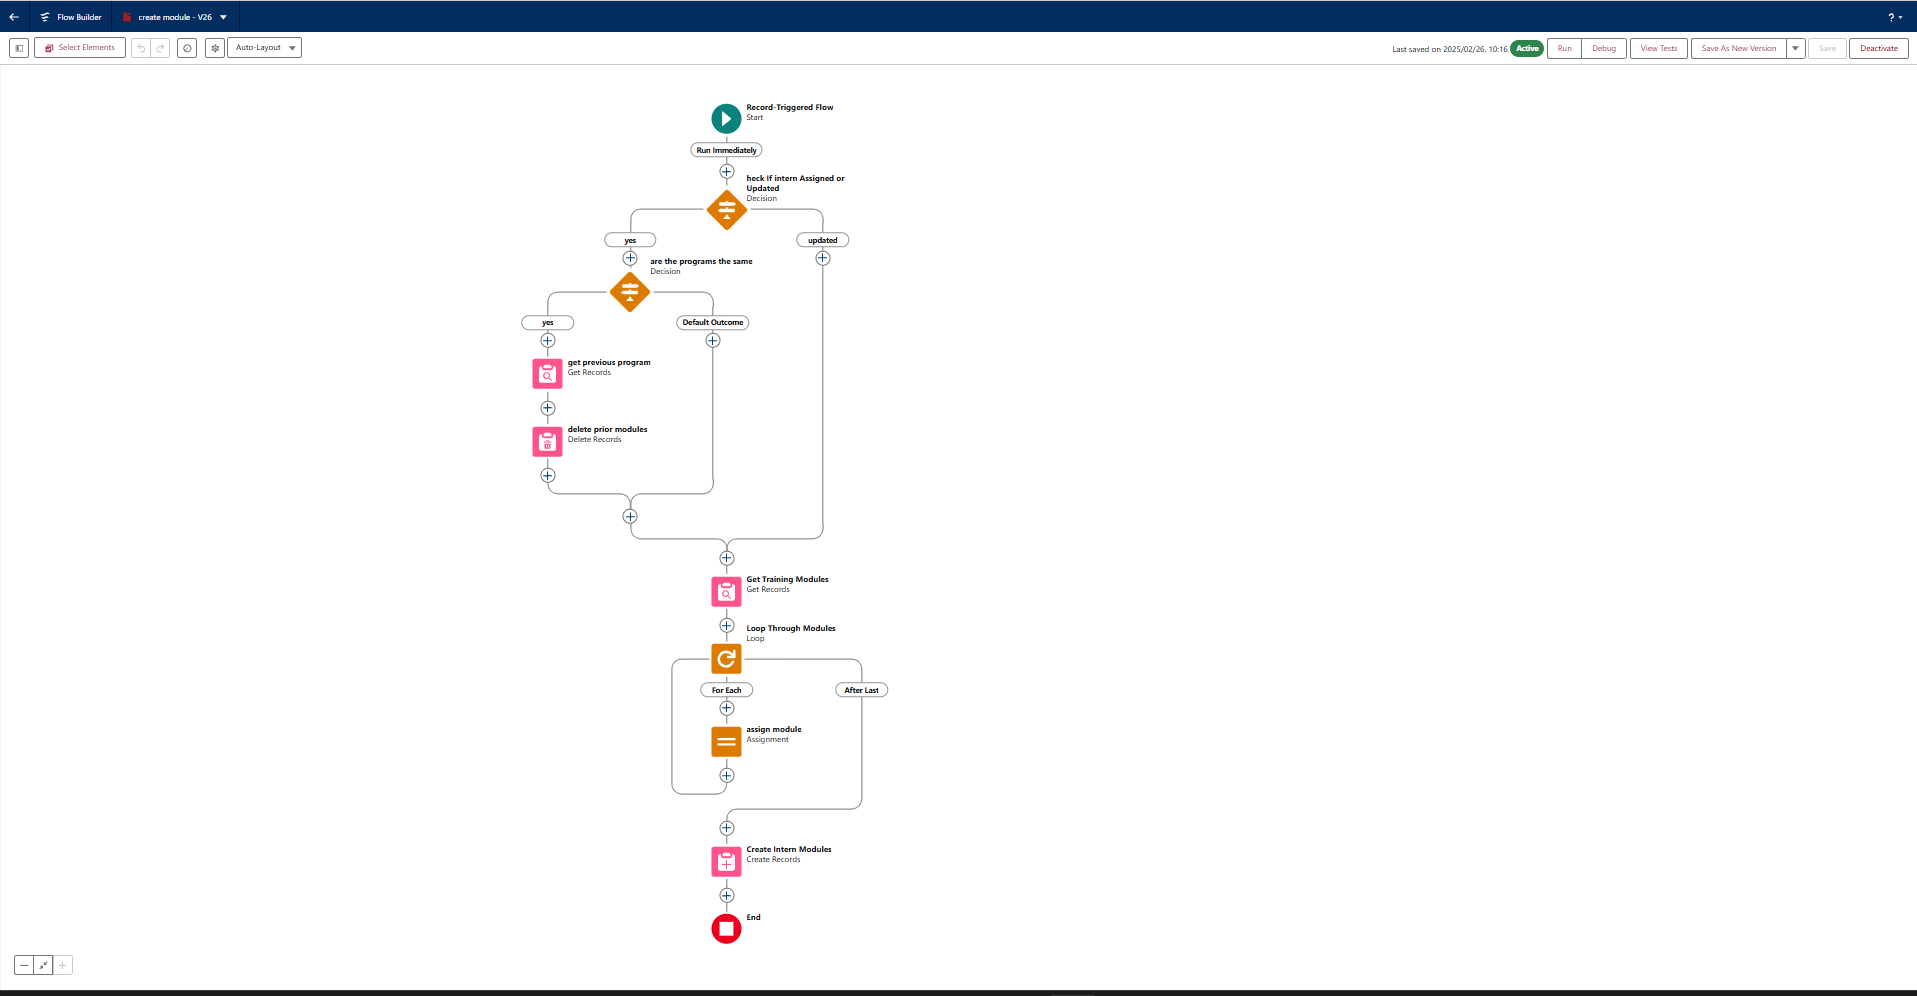 Flow Builder
create module - V26
?
Select Elements
Auto-Layout
Last saved on 2025/02/26, 10:16
Active
Run
Debug
View Tests
Save As New Version
Save
Deactivate
Record-Triggered Flow
Start
Run Immediately
heck If intern Assigned or
Updated
Decision
yes
updated
are the programs the same
Decision
yes
Default Outcome
get previous program
Get Records
delete prior modules
Delete Records
Get Training Modules
Get Records
Loop Through Modules
Loop
For Each
After Last
assign module
Assignment
Create Intern Modules
Create Records
End